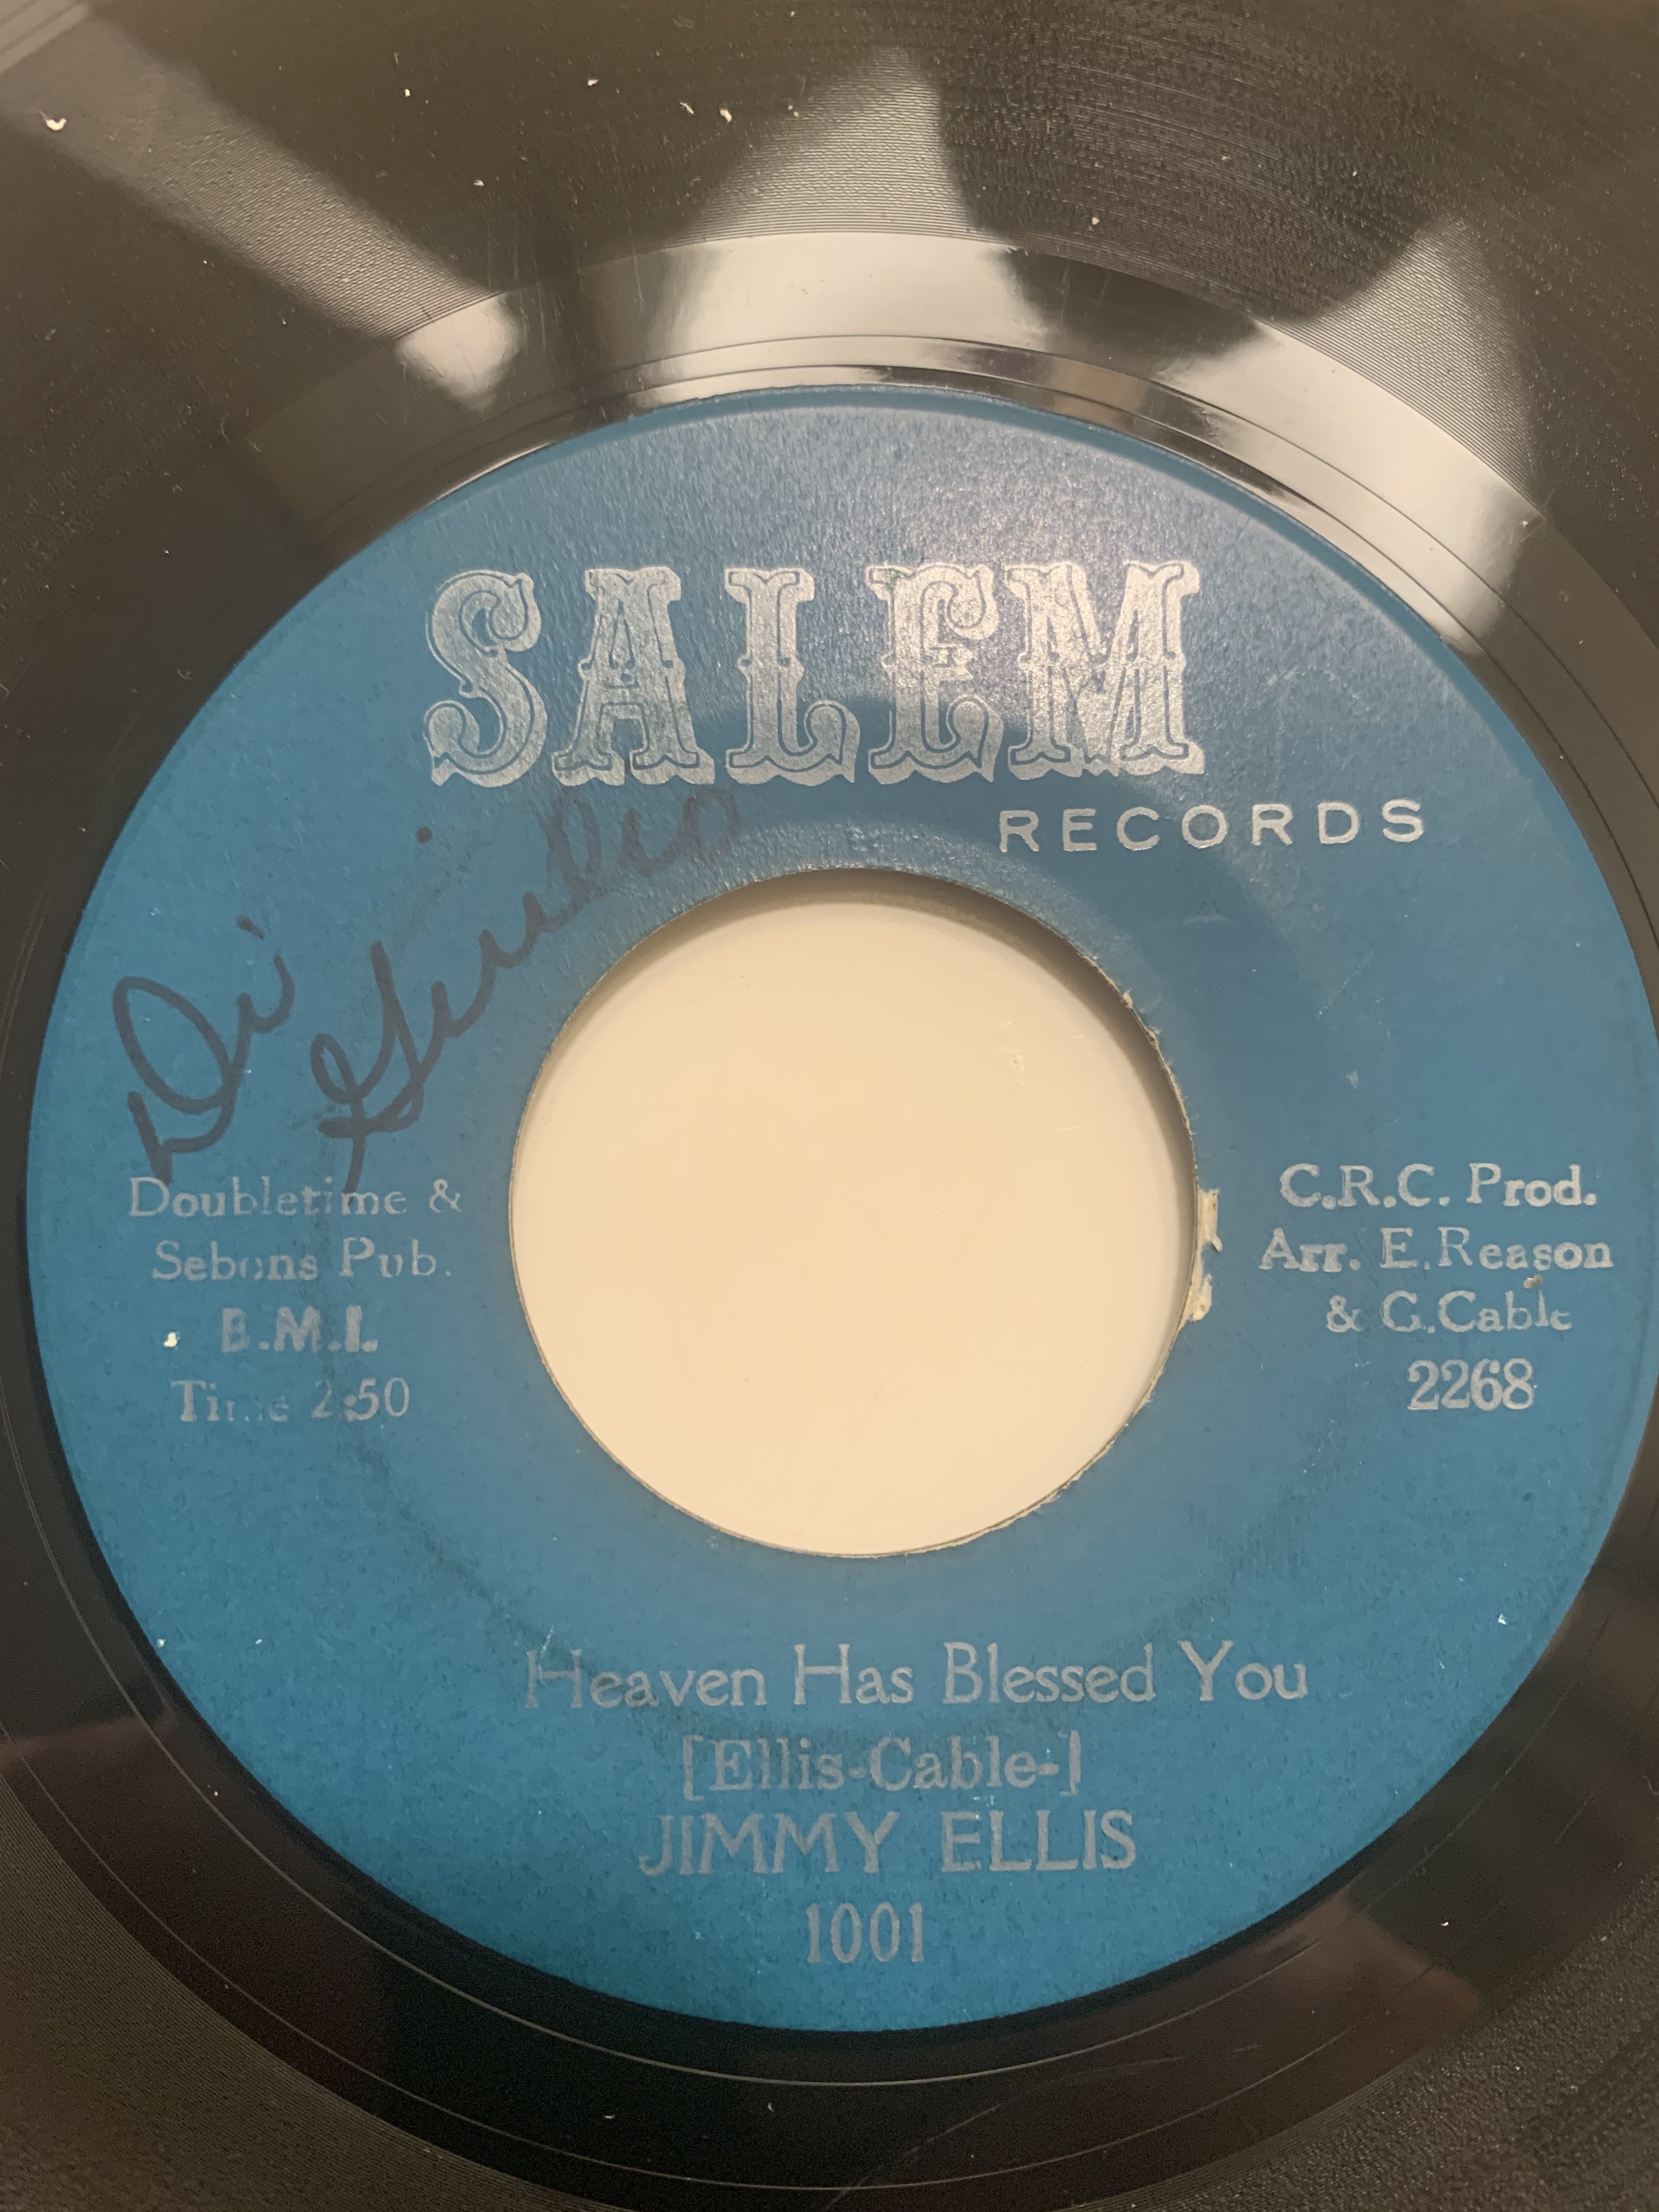 SALEM
RECORDS
Di Giulio
Doubletime &
Sebons Pub.
B.M.I.
Time 2:50
C.R.C. Prod.
Arr. E.Reason
& G.Cable
2268
Heaven Has Blessed You
[Ellis-Cable-]
JIMMY ELLIS
1001